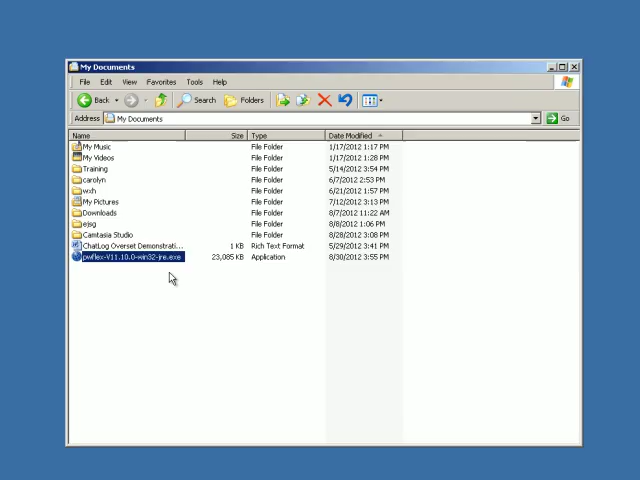 My Documents
File Edit View Favorites Tools Help
Back Search Folders
Address My Documents Go
Name Size Type Date Modified
My Music File Folder 1/17/2012 1:17 PM
My Videos File Folder 1/17/2012 1:28 PM
Training File Folder 5/14/2012 3:54 PM
carolyn File Folder 6/7/2012 2:53 PM
wxh File Folder 6/21/2012 1:57 PM
My Pictures File Folder 7/12/2012 3:13 PM
Downloads File Folder 8/7/2012 11:22 AM
ejsg File Folder 8/8/2012 1:06 PM
Camtasia Studio File Folder 8/28/2012 3:08 PM
ChatLog Overset Demonstrati... 1 KB Rich Text Format 5/29/2012 3:41 PM
pwflex-V11.10.0-win32-jre.exe 23,085 KB Application 8/30/2012 3:55 PM